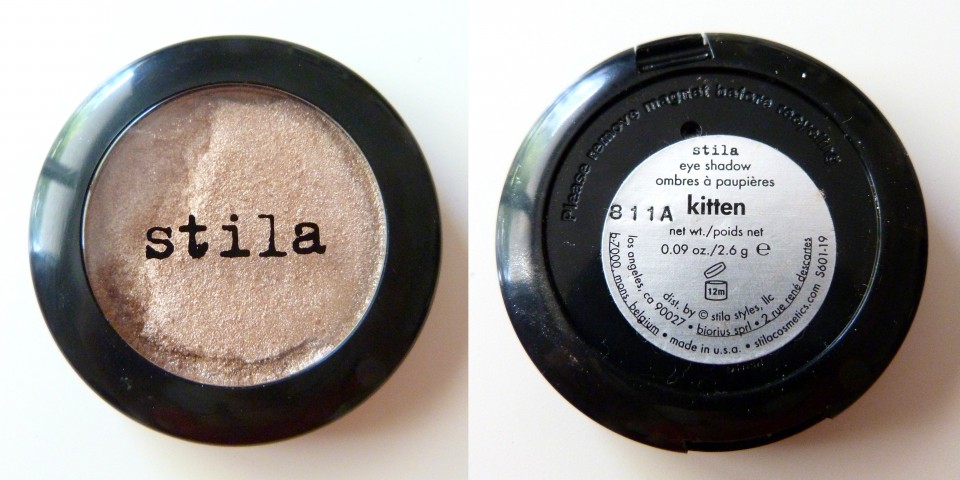 stila
Please remove magnet before recycling
stila
eye shadow
ombres à paupières
811A kitten
net wt./poids net
0.09 oz./2.6 g e
12m
dist. by © stila styles, llc
los angeles, ca 90027 • biorius sprl • 2 rue rené descartes
b-7000 mons, belgium • made in u.s.a. • stilacosmetics.com S601-19